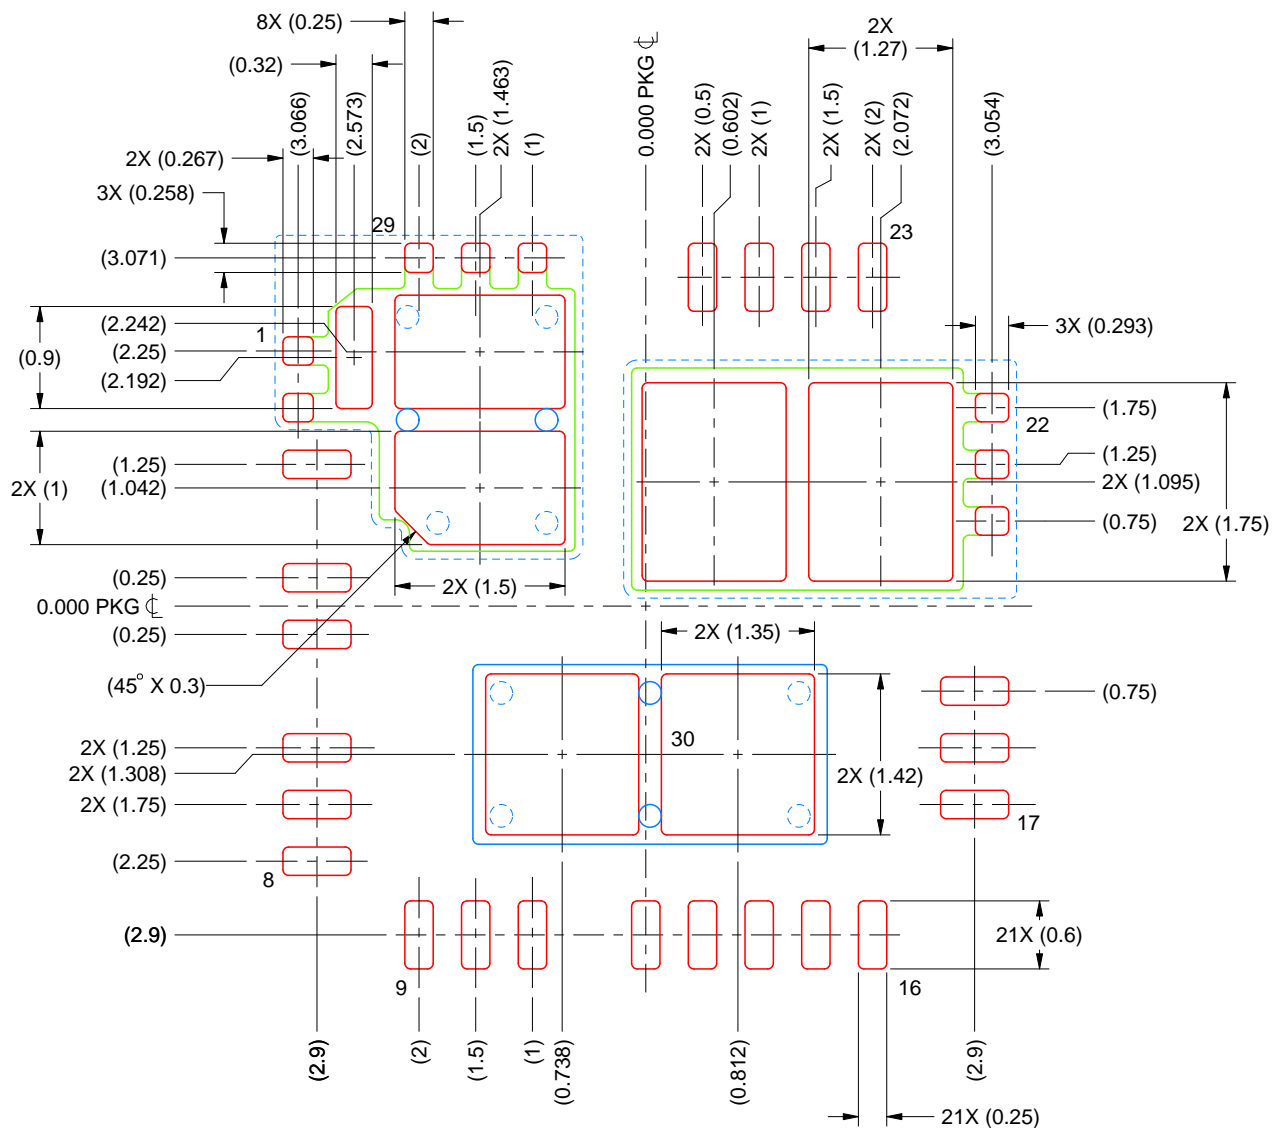 8X (0.25)
2X
(1.27)
(0.32)
(3.066)
(2.573)
(2)
(1.5)
2X (1.463)
(1)
0.000 PKG ℄
2X (0.5)
(0.602)
2X (1)
2X (1.5)
2X (2)
(2.072)
(3.054)
2X (0.267)
3X (0.258)
29
23
(3.071)
(2.242)
1
3X (0.293)
(0.9)
(2.25)
(2.192)
22
(1.75)
(1.25)
(1.25)
2X (1)
(1.042)
2X (1.095)
(0.75)
2X (1.75)
(0.25)
2X (1.5)
0.000 PKG ℄
(0.25)
2X (1.35)
(45° X 0.3)
(0.75)
30
2X (1.25)
2X (1.308)
2X (1.42)
2X (1.75)
17
(2.25)
8
(2.9)
21X (0.6)
9
16
(2.9)
(2)
(1.5)
(1)
(0.738)
(0.812)
(2.9)
21X (0.25)